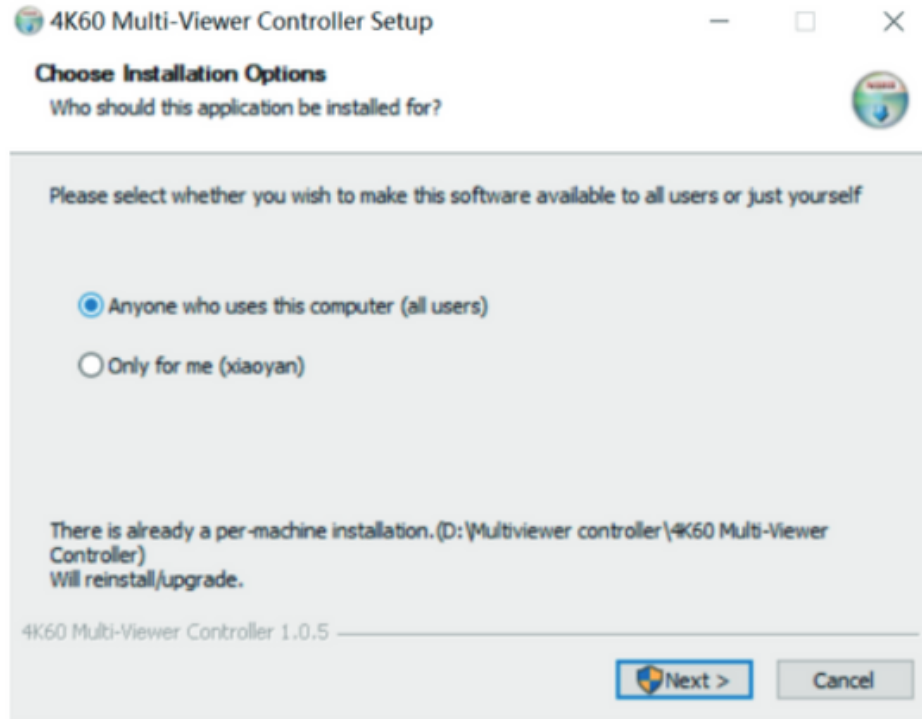 4K60 Multi-Viewer Controller Setup
Choose Installation Options
Who should this application be installed for?
Please select whether you wish to make this software available to all users or just yourself
Anyone who uses this computer (all users)
Only for me (xiaoyan)
There is already a per-machine installation.(D:\Multiviewer controller\4K60 Multi-Viewer
Controller)
Will reinstall/upgrade.
4K60 Multi-Viewer Controller 1.0.5
Next >
Cancel